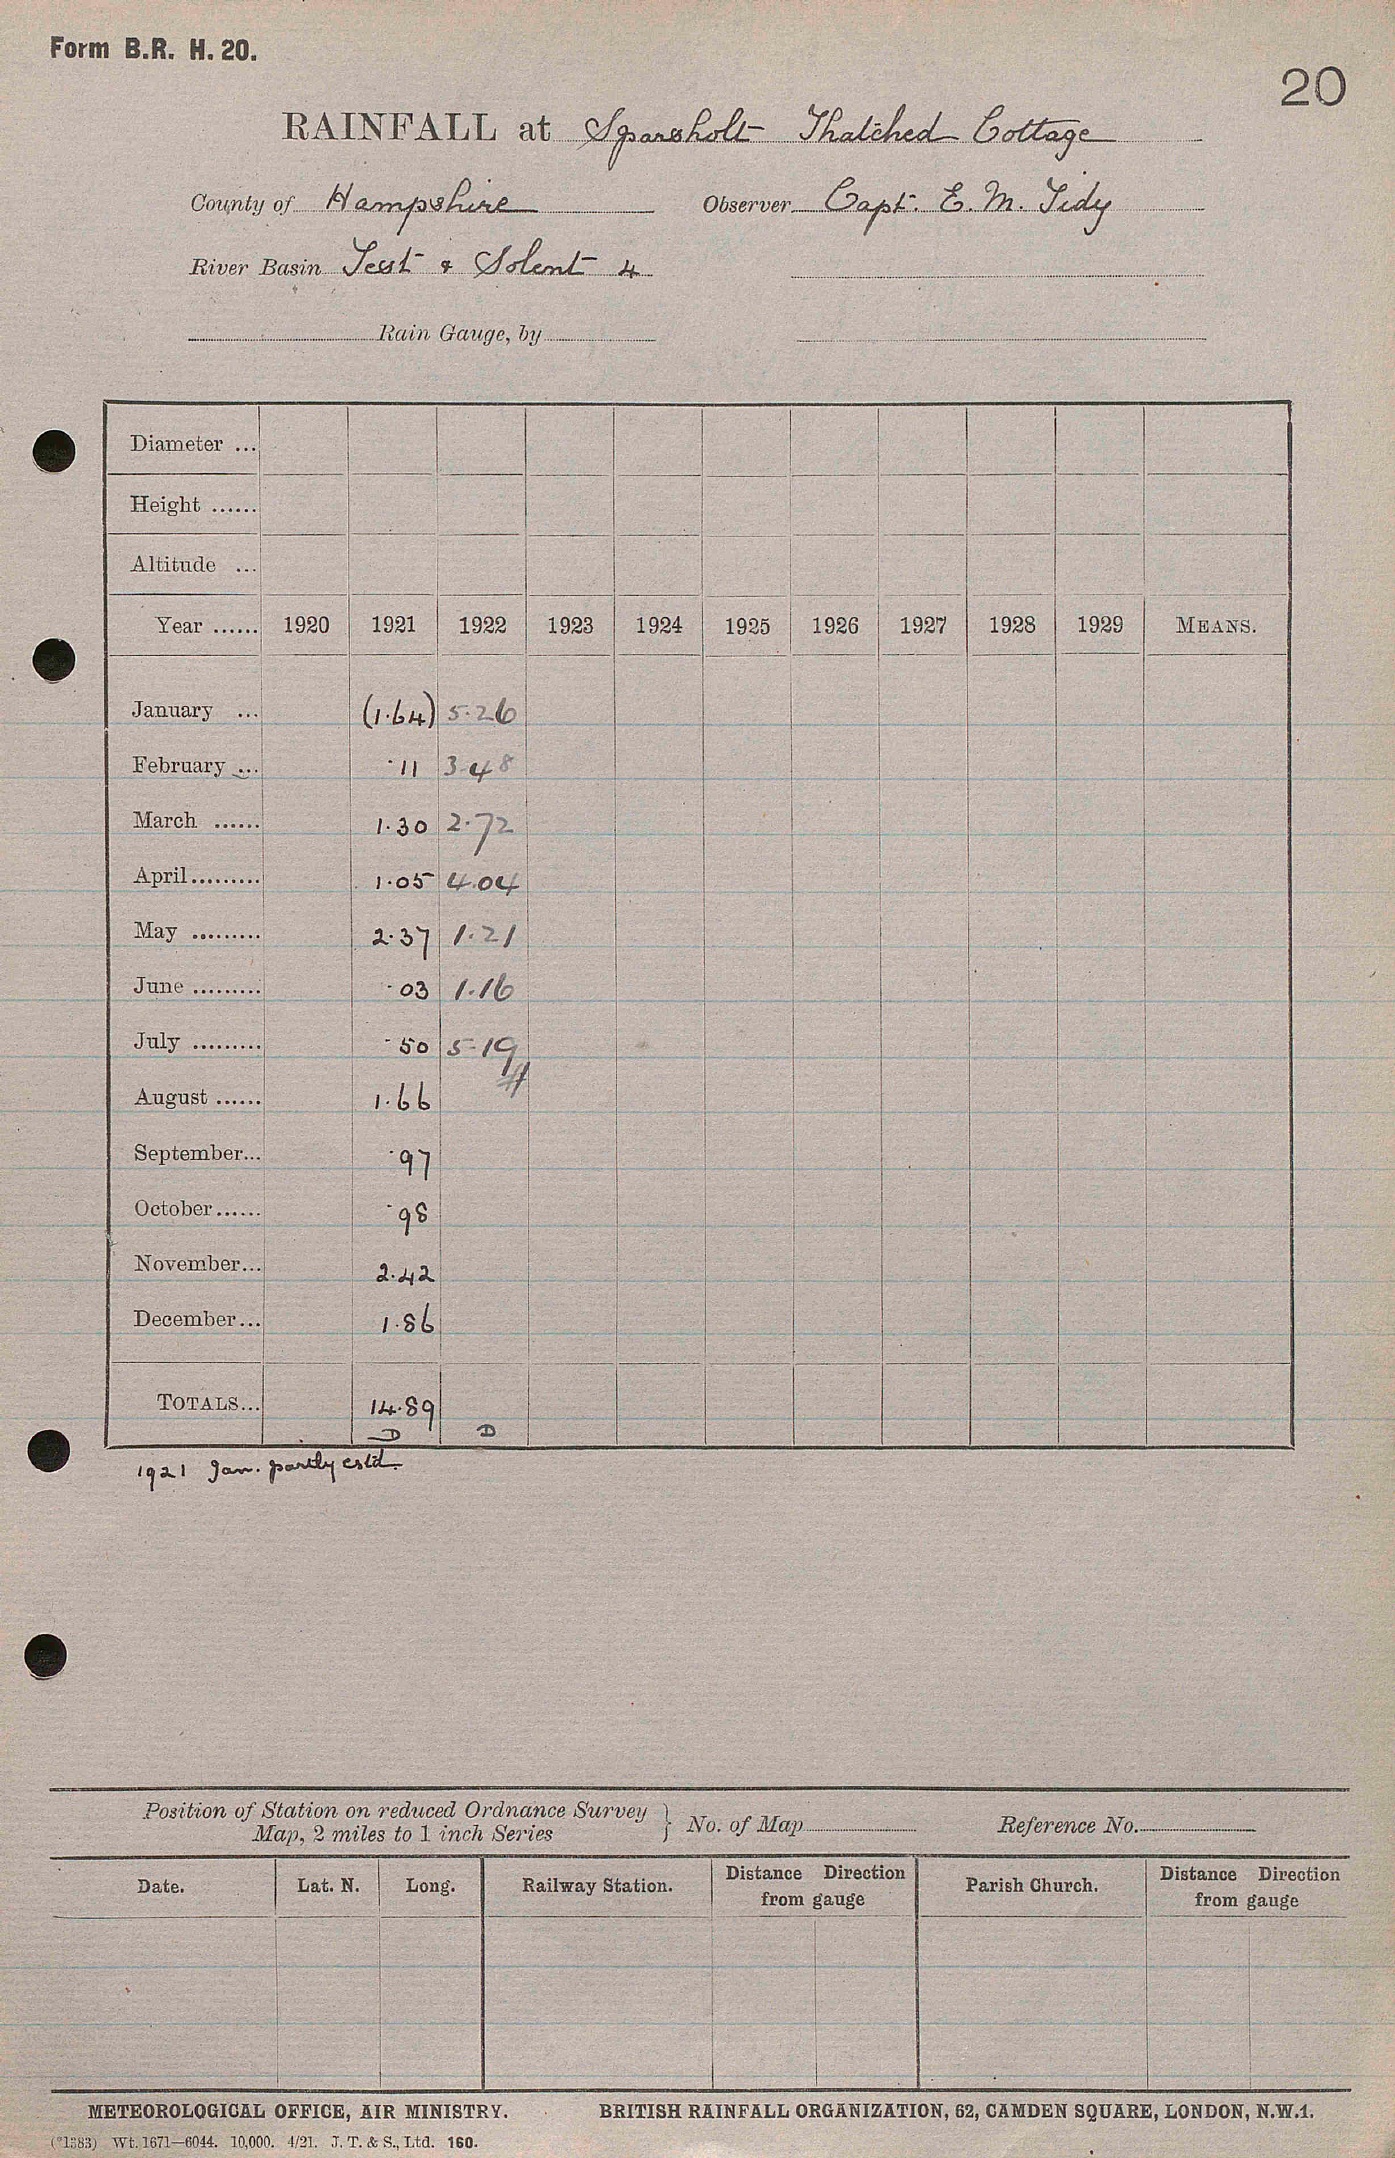 Form B.R. H. 20.
20
RAINFALL at Sparsholt Thatched Cottage
County of Hampshire Observer Capt. E. M. Tidy
River Basin Test & Solent 4
Rain Gauge, by
Diameter ...
Height ......
Altitude ...
Year ...... 1920 1921 1922 1923 1924 1925 1926 1927 1928 1929 MEANS.
January ... (1.64) 5.26
February ... .11 3.48
March ...... 1.30 2.72
April ......... 1.05 4.04
May ......... 2.37 1.21
June ......... .03 1.16
July ......... .50 5.19
August ...... 1.66
September... .97
October ...... .98
November... 2.42
December... 1.86
TOTALS... 14.89
D D
1921 Jan. partly estd.
Position of Station on reduced Ordnance Survey
Map, 2 miles to 1 inch Series } No. of Map Reference No.
Date. Lat. N. Long. Railway Station. Distance Direction from gauge Parish Church. Distance Direction from gauge
METEOROLOGICAL OFFICE, AIR MINISTRY. BRITISH RAINFALL ORGANIZATION, 62, CAMDEN SQUARE, LONDON, N.W.1.
(*1383) Wt. 1671—6044. 10,000. 4/21. J. T. & S., Ltd. 160.